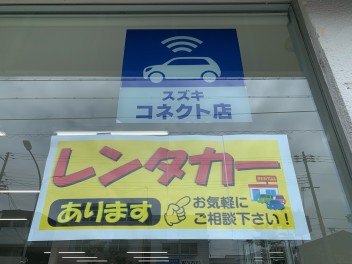 スズキ
コネクト店
レンタカー
あります
お気軽に
ご相談下さい！